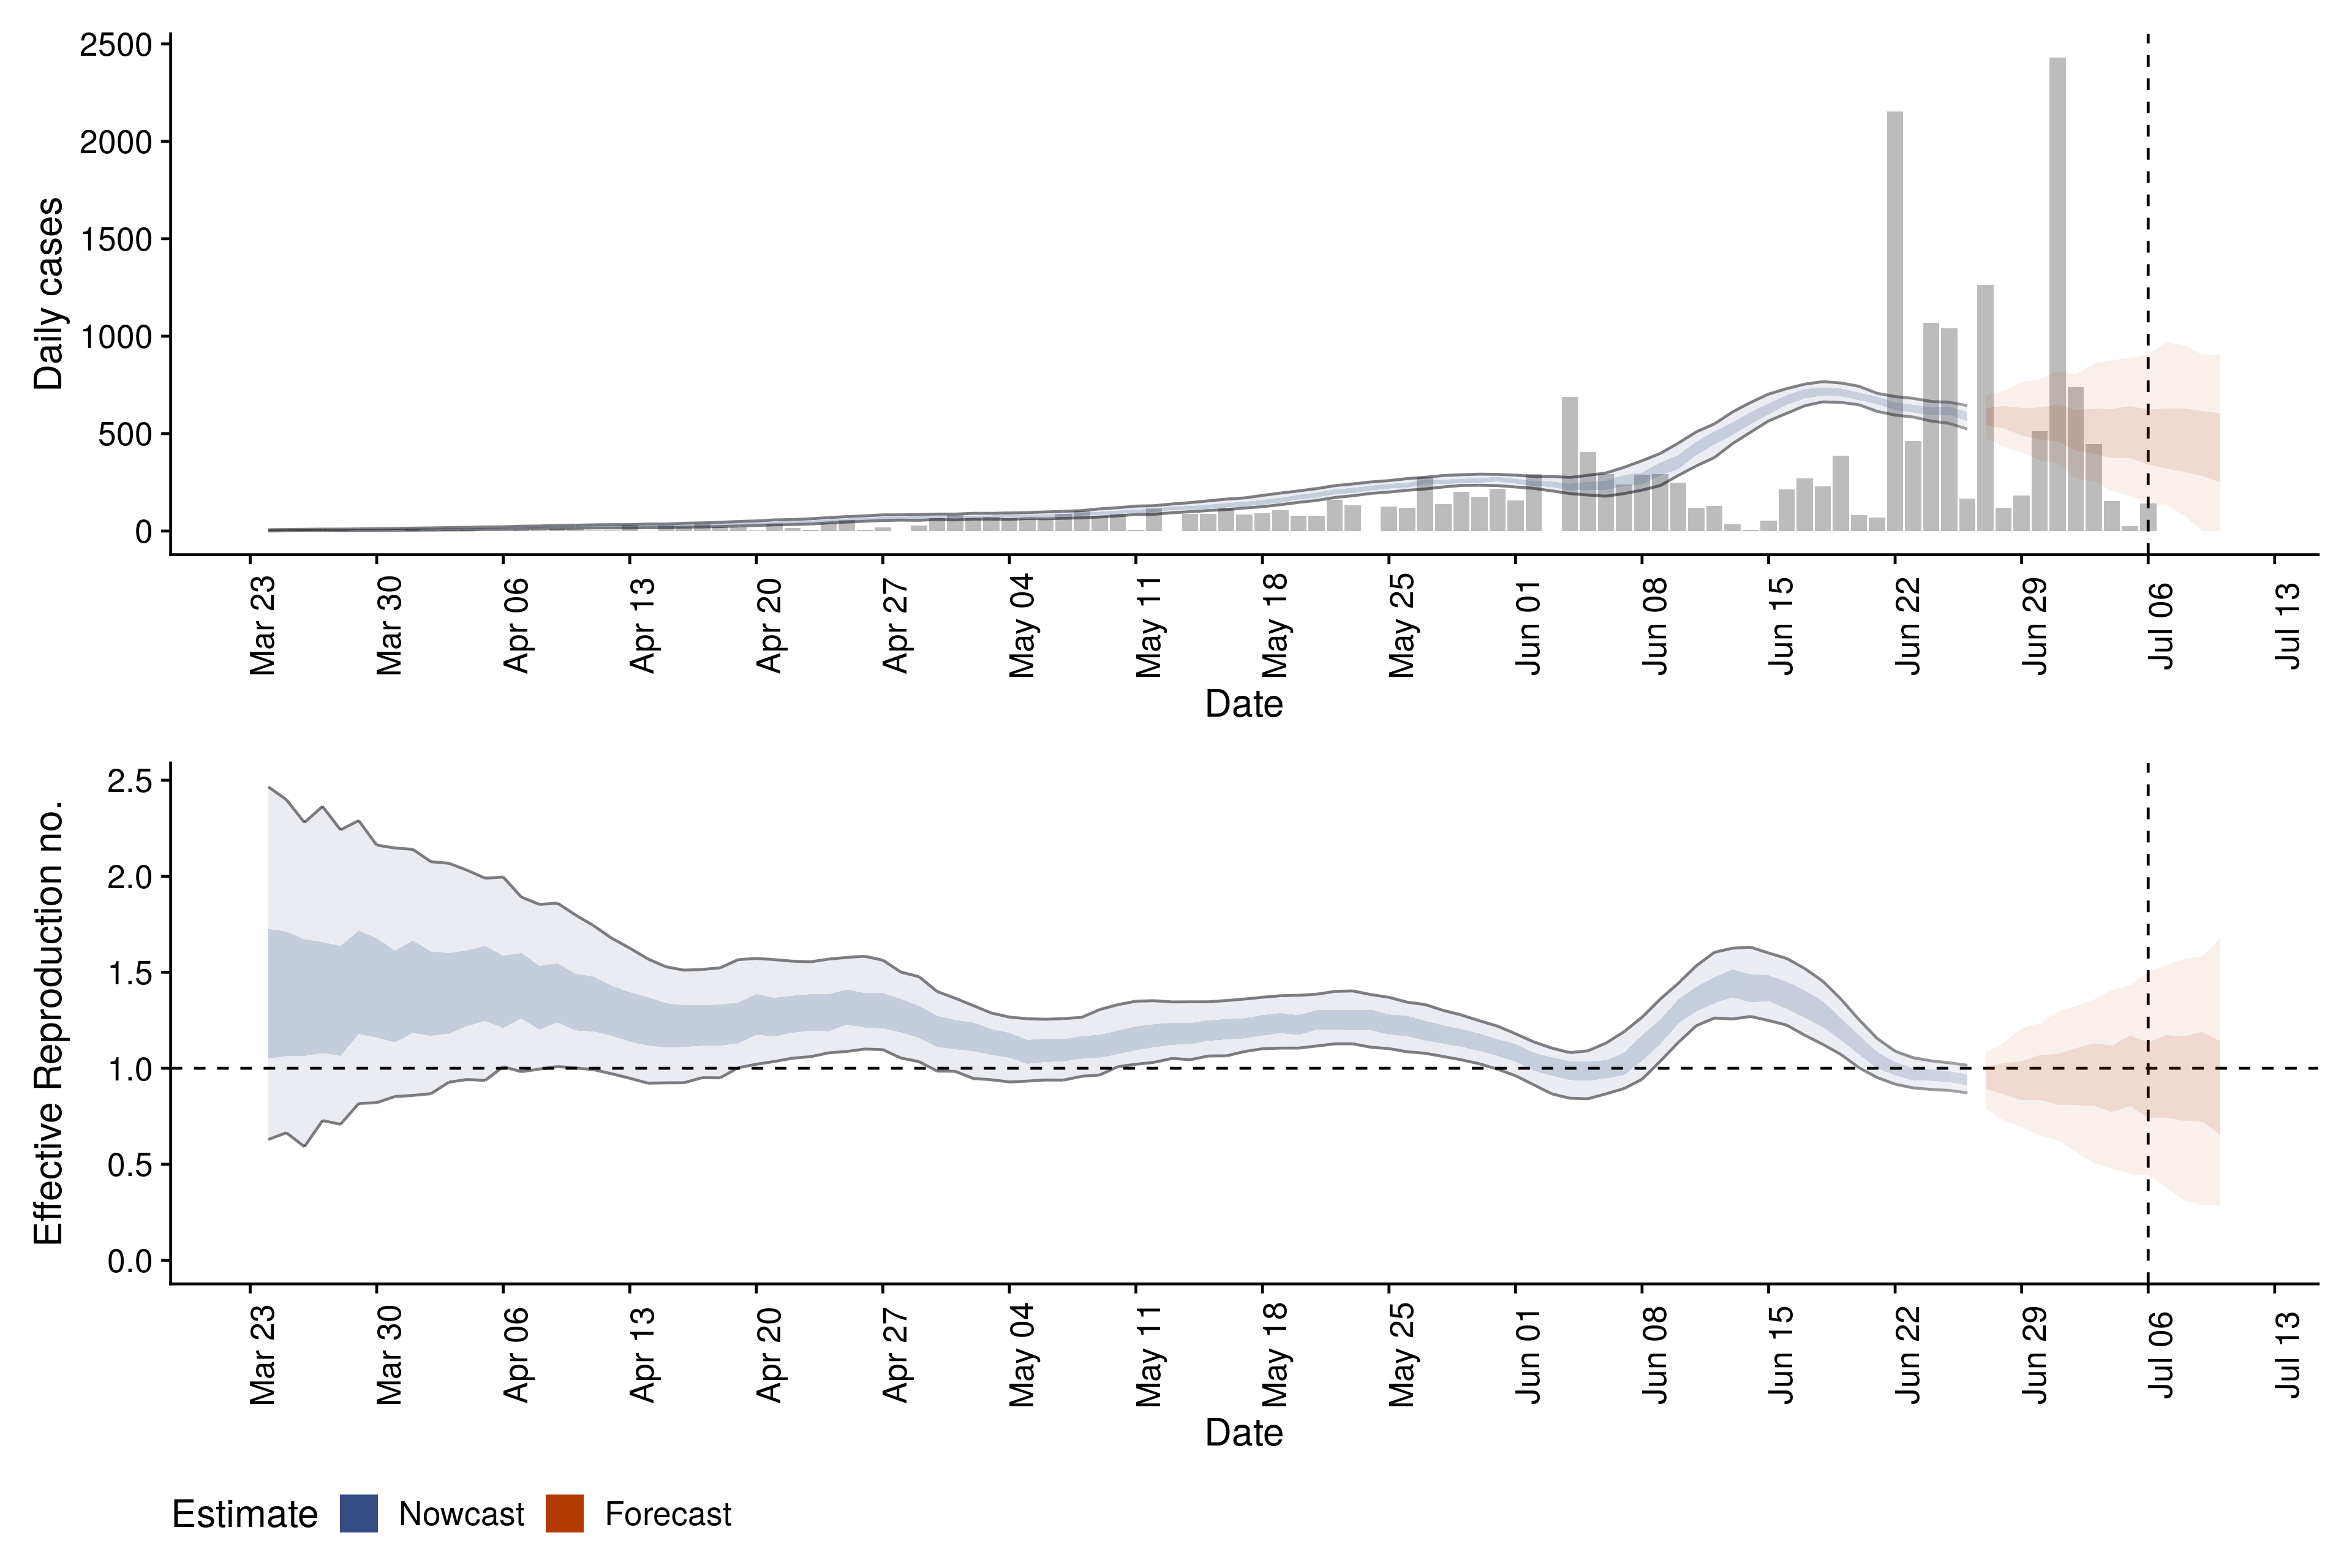 Daily cases
2500
2000
1500
1000
500
0
Mar 23
Mar 30
Apr 06
Apr 13
Apr 20
Apr 27
May 04
May 11
May 18
May 25
Jun 01
Jun 08
Jun 15
Jun 22
Jun 29
Jul 06
Jul 13
Date
Effective Reproduction no.
2.5
2.0
1.5
1.0
0.5
0.0
Mar 23
Mar 30
Apr 06
Apr 13
Apr 20
Apr 27
May 04
May 11
May 18
May 25
Jun 01
Jun 08
Jun 15
Jun 22
Jun 29
Jul 06
Jul 13
Date
Estimate Nowcast Forecast